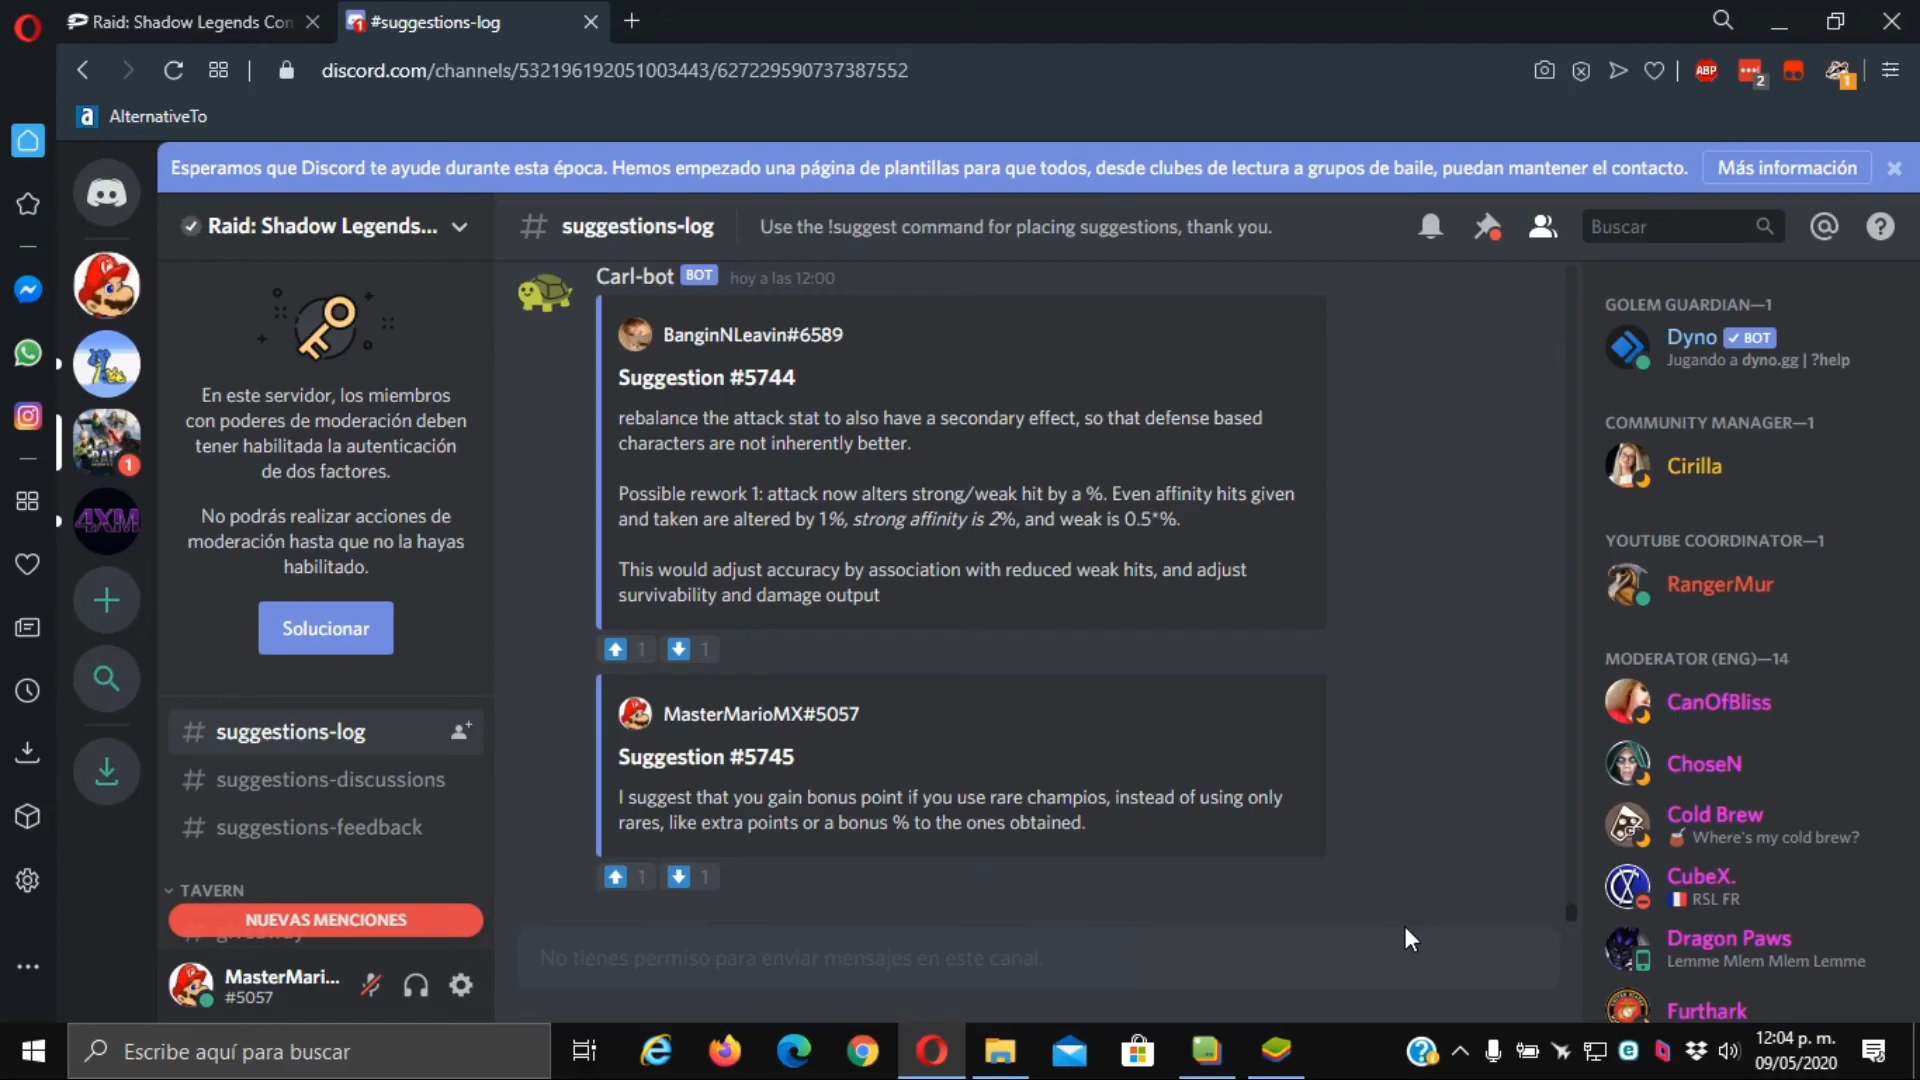 Raid: Shadow Legends Con
#suggestions-log
discord.com/channels/532196192051003443/627229590737387552
ABP
2
1
AlternativeTo
Esperamos que Discord te ayude durante esta época. Hemos empezado una página de plantillas para que todos, desde clubes de lectura a grupos de baile, puedan mantener el contacto.
Más información
Raid: Shadow Legends...
suggestions-log
Use the !suggest command for placing suggestions, thank you.
Buscar
En este servidor, los miembros
con poderes de moderación deben
tener habilitada la autenticación
de dos factores.
No podrás realizar acciones de
moderación hasta que no la hayas
habilitado.
Solucionar
1
4XM
suggestions-log
suggestions-discussions
suggestions-feedback
TAVERN
NUEVAS MENCIONES
giveaway
MasterMari...
#5057
Carl-bot BOT hoy a las 12:00
BanginNLeavin#6589
Suggestion #5744
rebalance the attack stat to also have a secondary effect, so that defense based
characters are not inherently better.
Possible rework 1: attack now alters strong/weak hit by a %. Even affinity hits given
and taken are altered by 1%, strong affinity is 2%, and weak is 0.5*%.
This would adjust accuracy by association with reduced weak hits, and adjust
survivability and damage output
1 1
MasterMarioMX#5057
Suggestion #5745
I suggest that you gain bonus point if you use rare champios, instead of using only
rares, like extra points or a bonus % to the ones obtained.
1 1
No tienes permiso para enviar mensajes en este canal.
GOLEM GUARDIAN—1
Dyno BOT
Jugando a dyno.gg | ?help
COMMUNITY MANAGER—1
Cirilla
YOUTUBE COORDINATOR—1
RangerMur
MODERATOR (ENG)—14
CanOfBliss
ChoseN
Cold Brew
Where's my cold brew?
CubeX.
RSL FR
Dragon Paws
Lemme Mlem Mlem Lemme
Furthark
Escribe aquí para buscar
12:04 p. m.
09/05/2020